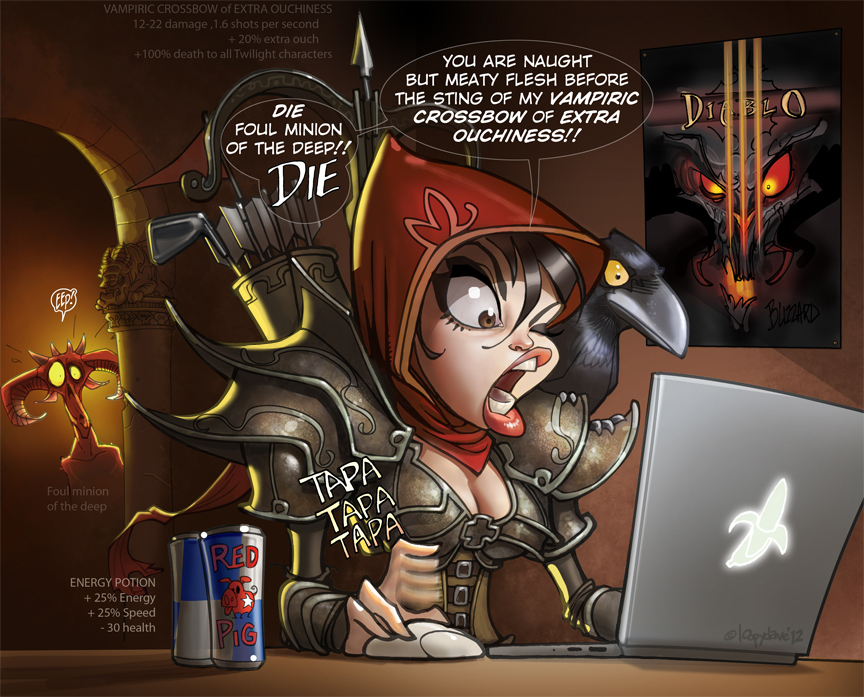 VAMPIRIC CROSSBOW of EXTRA OUCHINESS
12-22 damage ,1.6 shots per second
+ 20% extra ouch
+100% death to all Twilight characters
DIE
FOUL MINION
OF THE DEEP!!
DIE
YOU ARE NAUGHT
BUT MEATY FLESH BEFORE
THE STING OF MY VAMPIRIC
CROSSBOW OF EXTRA
OUCHINESS!!
DIABLO
BUZZARD
EEP!
Foul minion
of the deep
TAPA
TAPA
TAPA
ENERGY POTION
+ 25% Energy
+ 25% Speed
- 30 health
RED
PIG
©loopydave'12